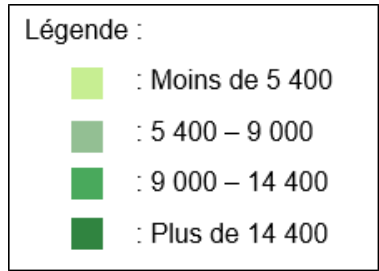 Légende :
: Moins de 5 400
: 5 400 – 9 000
: 9 000 – 14 400
: Plus de 14 400